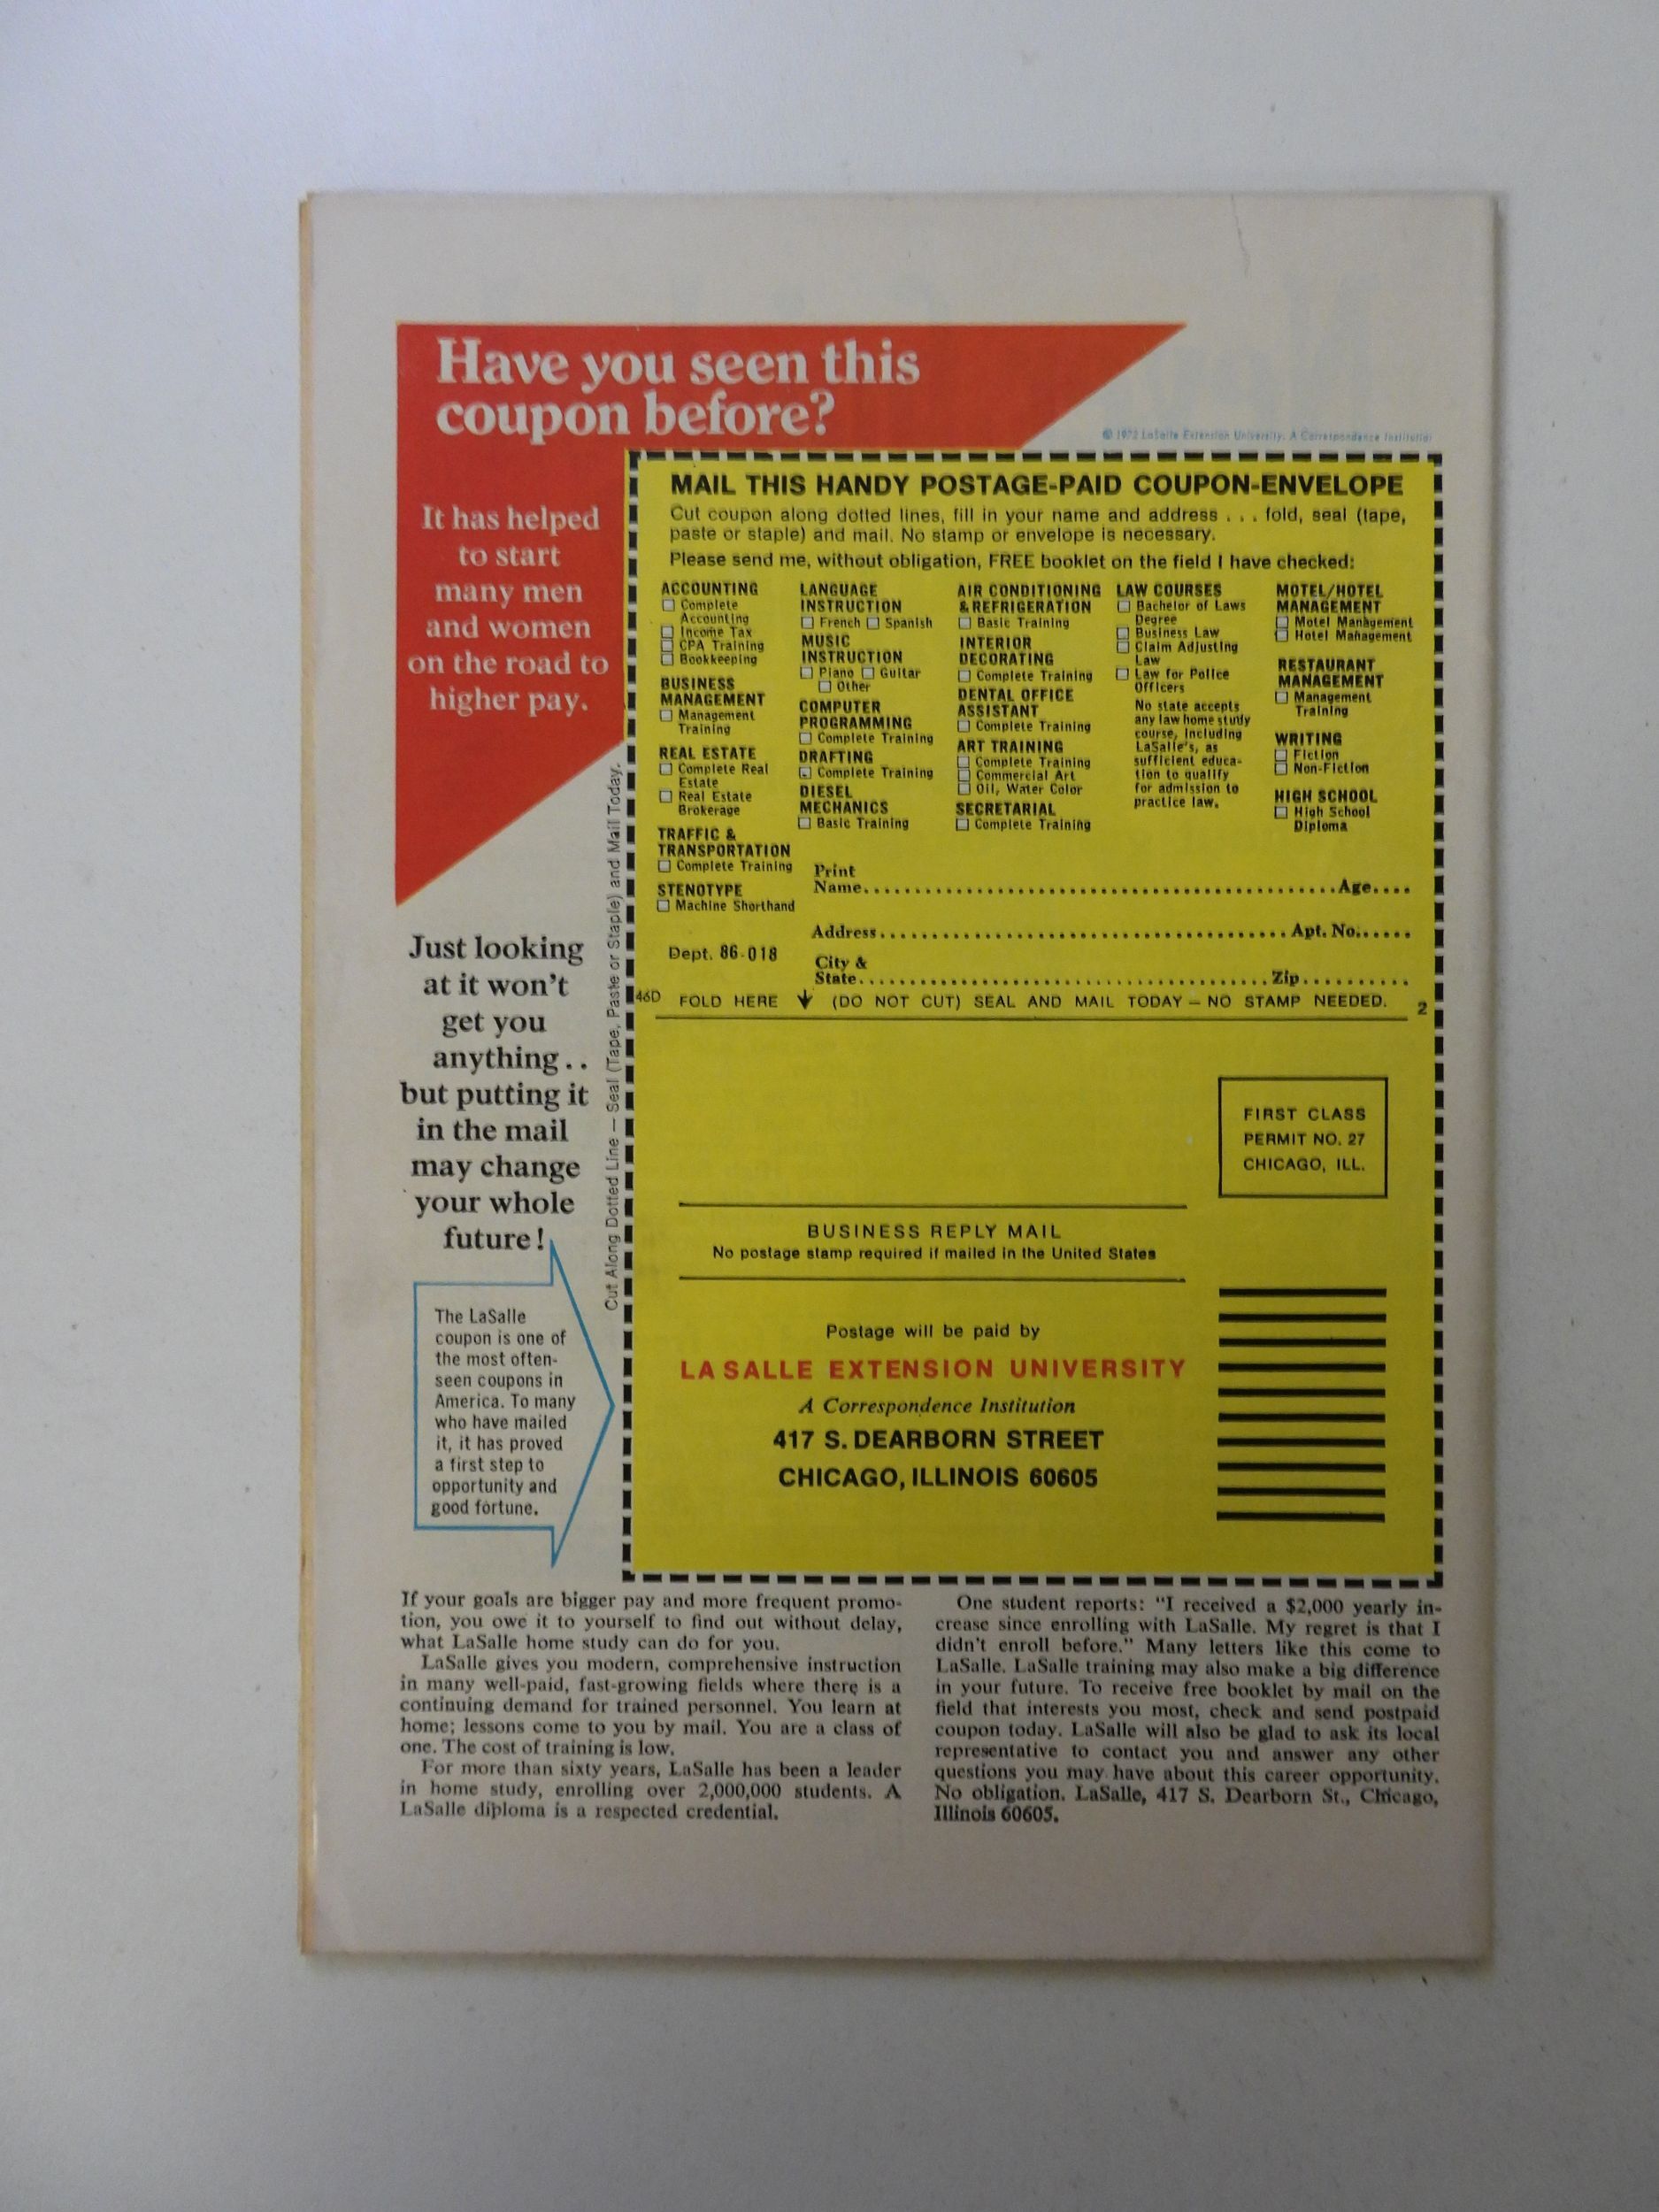 Have you seen this
coupon before?
© 1972 LaSalle Extension University. A Correspondence Institution
It has helped
to start
many men
and women
on the road to
higher pay.
Just looking
at it won't
get you
anything..
but putting it
in the mail
may change
your whole
future!
The LaSalle
coupon is one of
the most often-
seen coupons in
America. To many
who have mailed
it, it has proved
a first step to
opportunity and
good fortune.
Cut Along Dotted Line — Seal (Tape, Paste or Staple) and Mail Today.
MAIL THIS HANDY POSTAGE-PAID COUPON-ENVELOPE
Cut coupon along dotted lines, fill in your name and address . . . fold, seal (tape,
paste or staple) and mail. No stamp or envelope is necessary.
Please send me, without obligation, FREE booklet on the field I have checked:
ACCOUNTING
Complete
Accounting
Income Tax
CPA Training
Bookkeeping
BUSINESS
MANAGEMENT
Management
Training
REAL ESTATE
Complete Real
Estate
Real Estate
Brokerage
TRAFFIC &
TRANSPORTATION
Complete Training
STENOTYPE
Machine Shorthand
LANGUAGE
INSTRUCTION
French Spanish
MUSIC
INSTRUCTION
Piano Guitar
Other
COMPUTER
PROGRAMMING
Complete Training
DRAFTING
Complete Training
DIESEL
MECHANICS
Basic Training
AIR CONDITIONING
& REFRIGERATION
Basic Training
INTERIOR
DECORATING
Complete Training
DENTAL OFFICE
ASSISTANT
Complete Training
ART TRAINING
Complete Training
Commercial Art
Oil, Water Color
SECRETARIAL
Complete Training
LAW COURSES
Bachelor of Laws
Degree
Business Law
Claim Adjusting
Law
Law for Police
Officers
No state accepts
any law home study
course, including
LaSalle's, as
sufficient educa-
tion to qualify
for admission to
practice law.
MOTEL/HOTEL
MANAGEMENT
Motel Management
Hotel Management
RESTAURANT
MANAGEMENT
Management
Training
WRITING
Fiction
Non-Fiction
HIGH SCHOOL
High School
Diploma
Print
Name........................................Age....
Address........................................Apt. No......
Dept. 86-018
City &
State........................................Zip..........
46D FOLD HERE ↓ (DO NOT CUT) SEAL AND MAIL TODAY — NO STAMP NEEDED. 2
FIRST CLASS
PERMIT NO. 27
CHICAGO, ILL.
BUSINESS REPLY MAIL
No postage stamp required if mailed in the United States
Postage will be paid by
LA SALLE EXTENSION UNIVERSITY
A Correspondence Institution
417 S. DEARBORN STREET
CHICAGO, ILLINOIS 60605
If your goals are bigger pay and more frequent promo-
tion, you owe it to yourself to find out without delay,
what LaSalle home study can do for you.
LaSalle gives you modern, comprehensive instruction
in many well-paid, fast-growing fields where there is a
continuing demand for trained personnel. You learn at
home; lessons come to you by mail. You are a class of
one. The cost of training is low.
For more than sixty years, LaSalle has been a leader
in home study, enrolling over 2,000,000 students. A
LaSalle diploma is a respected credential.
One student reports: "I received a $2,000 yearly in-
crease since enrolling with LaSalle. My regret is that I
didn't enroll before." Many letters like this come to
LaSalle. LaSalle training may also make a big difference
in your future. To receive free booklet by mail on the
field that interests you most, check and send postpaid
coupon today. LaSalle will also be glad to ask its local
representative to contact you and answer any other
questions you may have about this career opportunity.
No obligation. LaSalle, 417 S. Dearborn St., Chicago,
Illinois 60605.